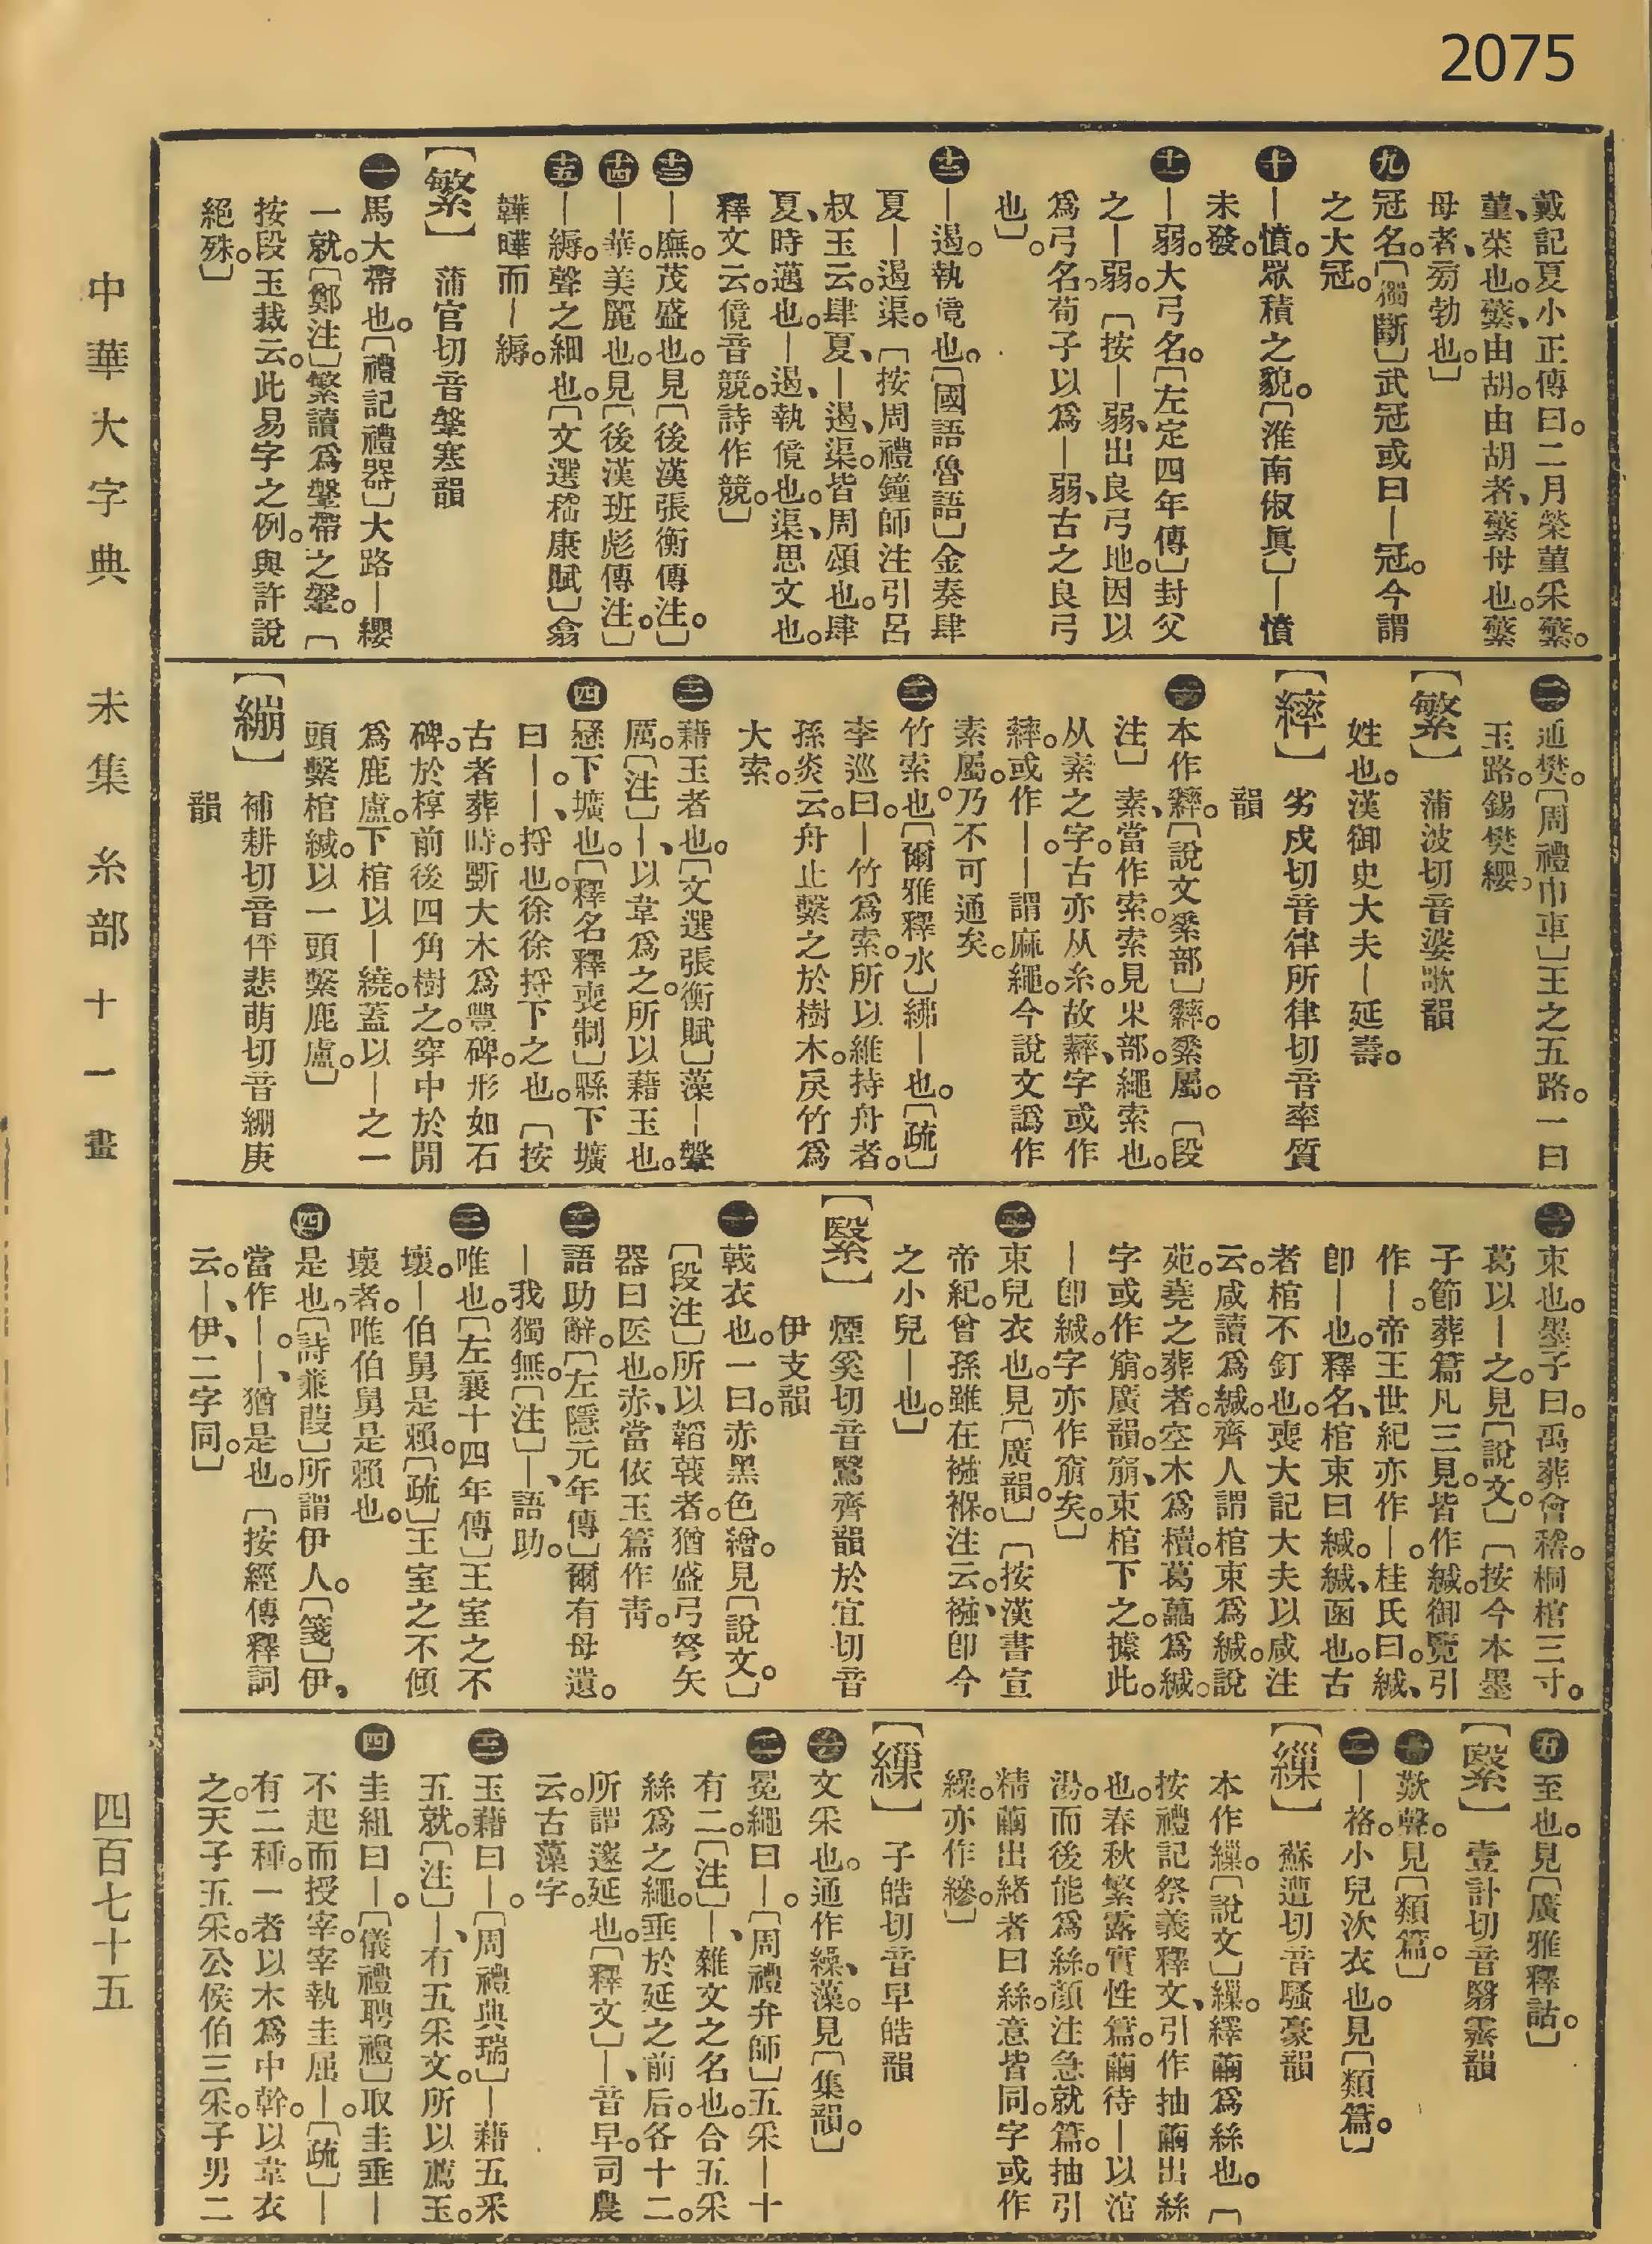 2075
戴記夏小正傳曰。二月榮堇采蘩。
堇、菜也。蘩、由胡。由胡者、蘩母也。蘩
母者、旁勃也。〕
九冠名。〔獨斷〕武冠或曰―冠。今謂
之大冠。
十―憤。眾積之貌。〔淮南俶眞〕―憤
未發。
十一―弱。大弓名。〔左定四年傳〕封父
之―弱。〔按―弱、出良弓地。因以
爲弓名。荀子以爲―弱、古之良弓
也〕。
十二―遏。執傹也。〔國語魯語〕金奏肆
夏―遏渠。〔按周禮鐘師注引呂
叔玉云。肆夏、―遏、渠。皆周頌也。肆
夏、時邁也。―遏、執傹也。渠、思文也。
釋文云。傹音競。詩作競。〕
十三―廡。茂盛也。見〔後漢張衡傳注。〕
十四―華。美麗也。見〔後漢班彪傳注。〕
十五―縟。聲之細也。〔文選嵇康賦〕翕
韡曄而―縟。
〔繁〕 蒲官切音鞶寒韻
一馬大帶也。〔禮記禮器〕大路―纓
一就。〔鄭注〕繁讀爲鞶帶之鞶。〔
按段玉裁云。此易字之例。與許說
絕殊。〕
二通樊。〔周禮巾車〕王之五路。一曰
玉路。錫樊纓。
〔繁〕 蒲波切音婆歌韻
姓也。漢御史大夫―延壽。
〔繂〕 劣戌切音律所律切音率質
韻
一本作𦆽。〔說文素部〕𦆽。素屬。〔段
注〕素、當作索。索見𣎵部。繩索也。
从素之字。古亦从糸。故𦆽、字或作
繂。或作――。謂麻繩。今說文譌作
素屬。乃不可通矣。
二竹索也。〔爾雅釋水〕紼―也。〔疏〕
李巡曰。―竹爲索。所以維持舟者。
孫炎云。舟止繫之於樹木。戾竹爲
大索。
三藉玉者也。〔文選張衡賦〕藻―鞶
厲。〔注〕―、以韋爲之。所以藉玉也。
四懸下壙也。〔釋名釋喪制〕縣下壙
曰―。―、捋也。徐徐捋下之也。〔按
古者葬時。斲大木爲豐碑。形如石
碑。於椁前後四角樹之。穿中於閒
爲鹿盧。下棺以―繞。蓋以―之一
頭繫棺緘。以一頭繫鹿盧。〕
〔繃〕 補耕切音伻悲萌切音綳庚
韻
一束也。墨子曰。禹葬會稽。桐棺三寸。
葛以―之。見〔說文。〕〔按今本墨
子節葬篇凡三見。皆作緘。御覽引
作―。帝王世紀亦作―。桂氏曰。緘、
卽―也。釋名、棺束曰緘。緘、函也。古
者棺不釘也。喪大記大夫以咸注
云。咸讀爲緘。齊人謂棺束爲緘。說
苑。堯之葬者。空木爲櫝。葛藟爲緘。
字或作䋽。廣韻。䋽、束棺下之。據此。
―卽緘。字亦作䋽矣。〕
二束兒衣也。見〔廣韻。〕〔按漢書宣
帝紀。曾孫雖在襁褓。注云。襁、卽今
之小兒―也。〕
〔繄〕 煙奚切音鷖齊韻於宜切音
伊支韻
一戟衣也。一曰。赤黑色繒。見〔說文。〕
〔段注〕所以韜戟者。猶盛弓弩矢
器曰医也。赤、當依玉篇作靑。
二語助辭。〔左隱元年傳〕爾有母遺。
―我獨無。〔注〕―、語助。
三唯也。〔左襄十四年傳〕王室之不
壞。―伯舅是賴。〔疏〕王室之不傾
壞者。唯伯舅是賴也。
四是也。〔詩蒹葭〕所謂伊人。〔箋〕伊、
當作―。―、猶是也。〔按經傳釋詞
云。―、伊、二字同。〕
五至也。見〔廣雅釋詁。〕
〔繄〕 壹計切音翳霽韻
一歎聲。見〔類篇。〕
二―袼。小兒次衣也。見〔類篇。〕
〔繅〕 蘇遭切音騷豪韻
本作繅。〔說文〕繅。繹繭爲絲也。〔
按禮記祭義釋文、引作抽繭出絲
也。春秋繁露實性篇。繭待―以涫
湯。而後能爲絲。顏注急就篇。抽引
精繭出緒者曰絲。意皆同。字或作
繰。亦作繆。〕
〔繅〕 子皓切音早皓韻
一文采也。通作繰、藻。見〔集韻。〕
二冕繩曰―。〔周禮弁師〕五采―十
有二。〔注〕―、雜文之名也。合五采
絲爲之繩。垂於延之前后。各十二。
所謂邃延也。〔釋文〕―、音早。司農
云。古藻字。
三玉藉曰―。〔周禮典瑞〕―藉五采
五就。〔注〕―、有五采文。所以薦玉。
四圭組曰―。〔儀禮聘禮〕取圭垂―
不起而授宰。宰執圭屈―。〔疏〕―
有二種。一者以木爲中幹。以韋衣
之。天子五采。公侯伯三采。子男二
中華大字典 未集 糸部 十一畫 四百七十五